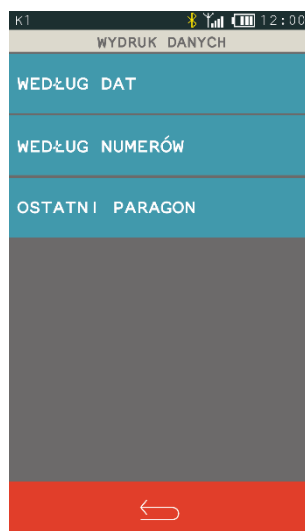 K1 12:00
WYDRUK DANYCH
WEDŁUG DAT
WEDŁUG NUMERÓW
OSTATNI PARAGON